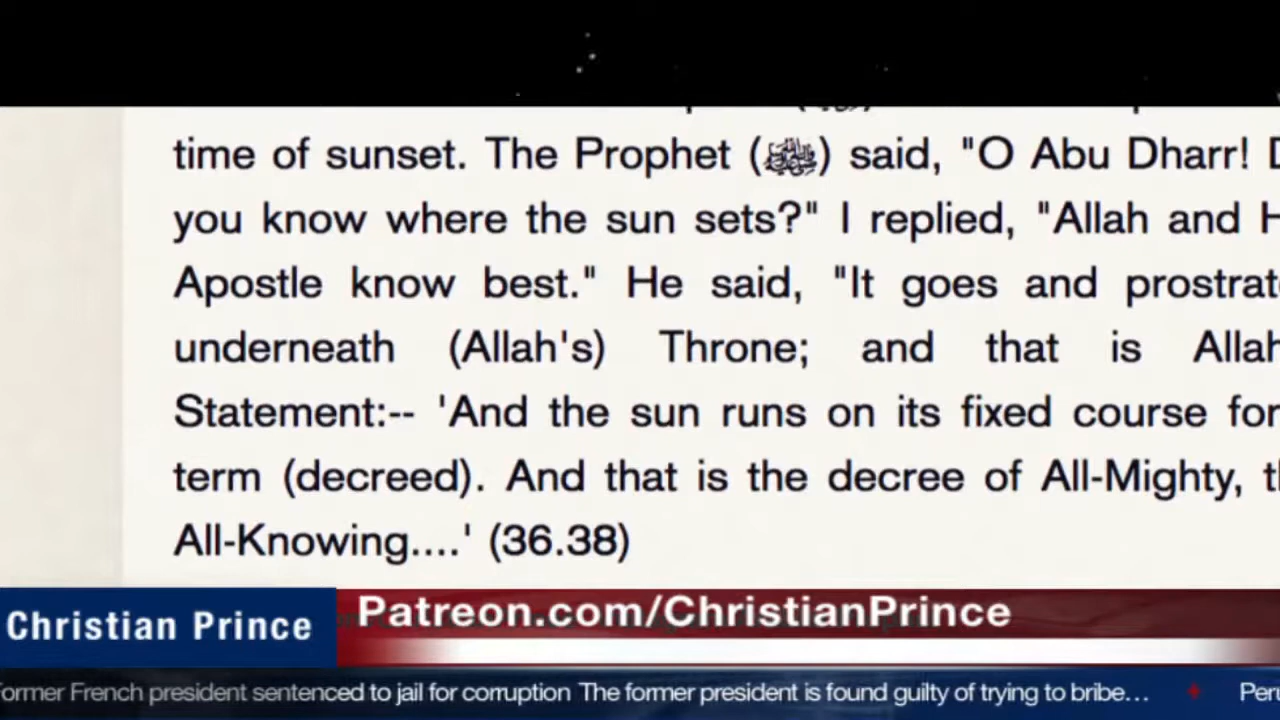 time of sunset. The Prophet (ﷺ) said, "O Abu Dharr!
you know where the sun sets?" I replied, "Allah and
Apostle know best." He said, "It goes and
underneath (Allah's) Throne; and that is
Statement:-- 'And the sun runs on its fixed course for
term (decreed). And that is the decree of All-Mighty,
All-Knowing....' (36.38)
Christian Prince
Patreon.com/ChristianPrince
Former French president sentenced to jail for corruption The former president is found guilty of trying to bribe…